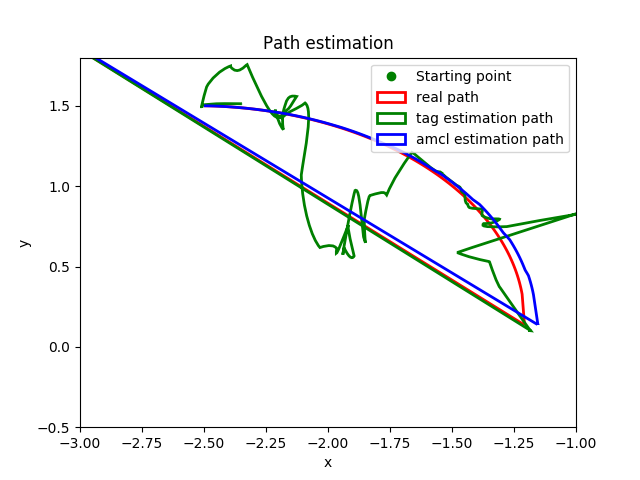 Path estimation
Starting point
real path
tag estimation path
amcl estimation path
y
1.5
1.0
0.5
0.0
−0.5
−3.00 −2.75 −2.50 −2.25 −2.00 −1.75 −1.50 −1.25 −1.00
x